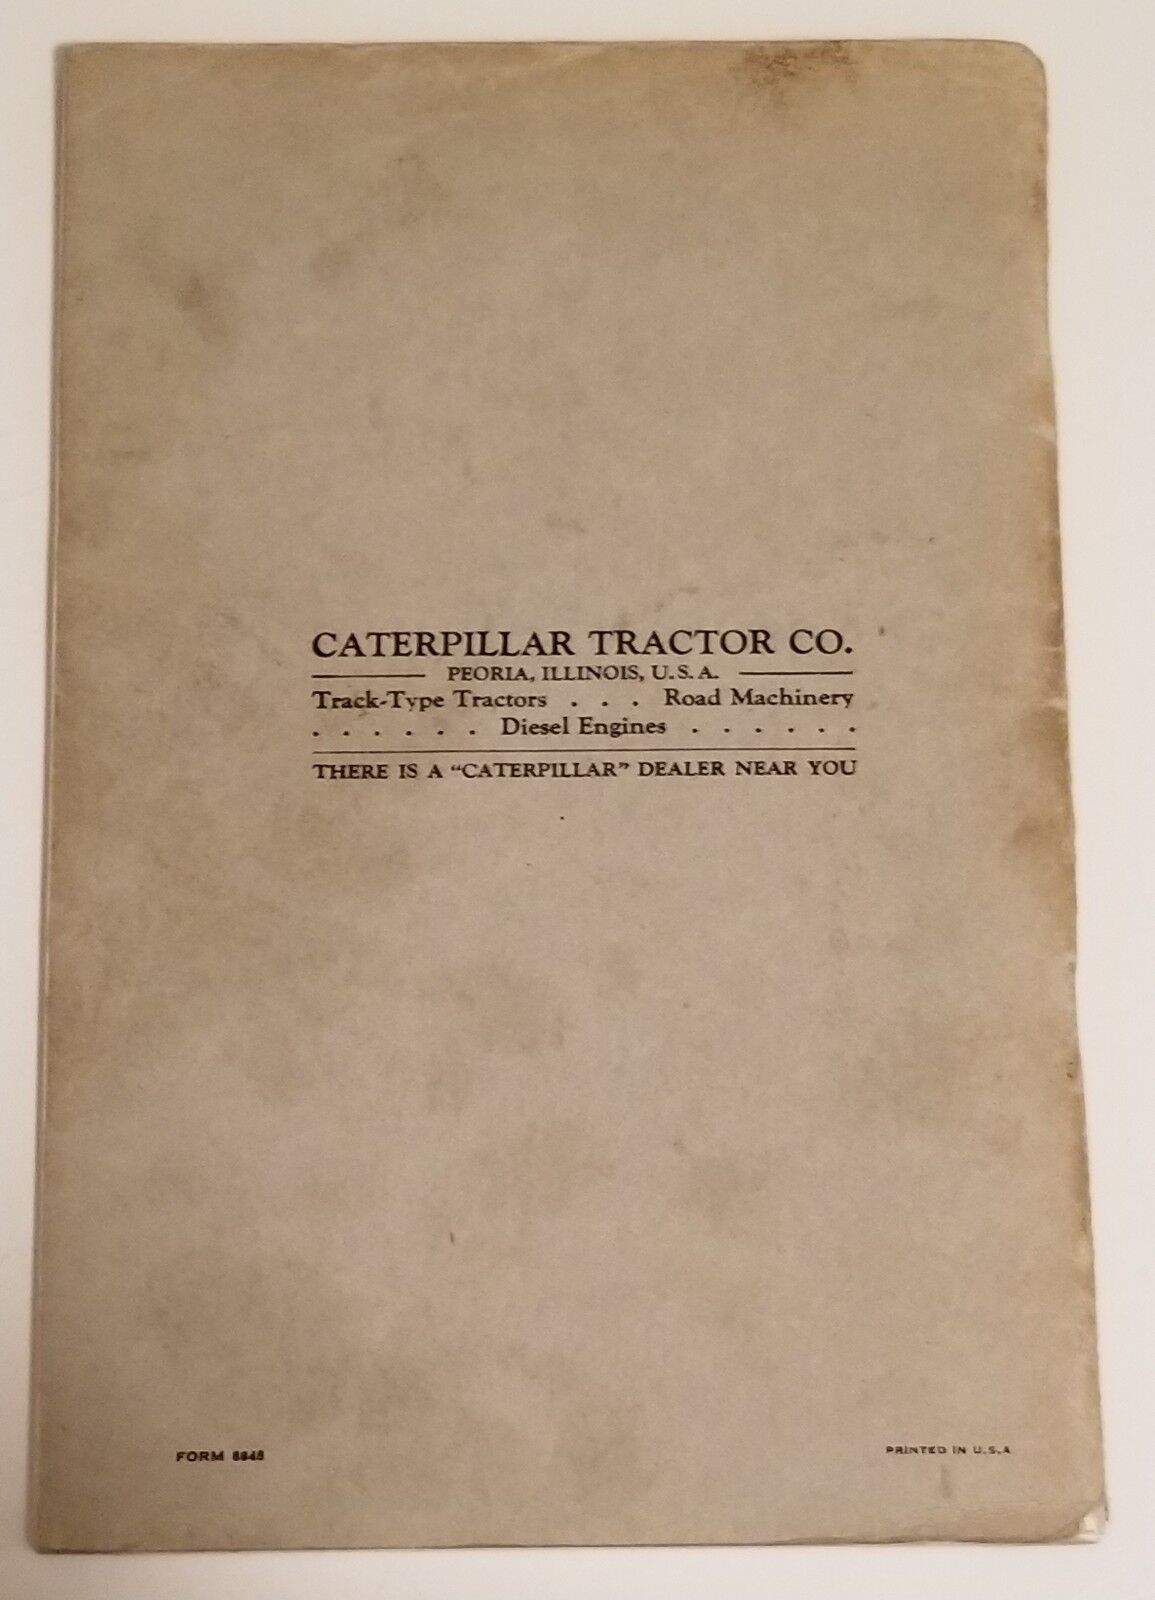 CATERPILLAR TRACTOR CO.
PEORIA, ILLINOIS, U.S.A.
Track-Type Tractors . . . Road Machinery
. . . . . . Diesel Engines . . . . . .
THERE IS A "CATERPILLAR" DEALER NEAR YOU
FORM
PRINTED IN U.S.A